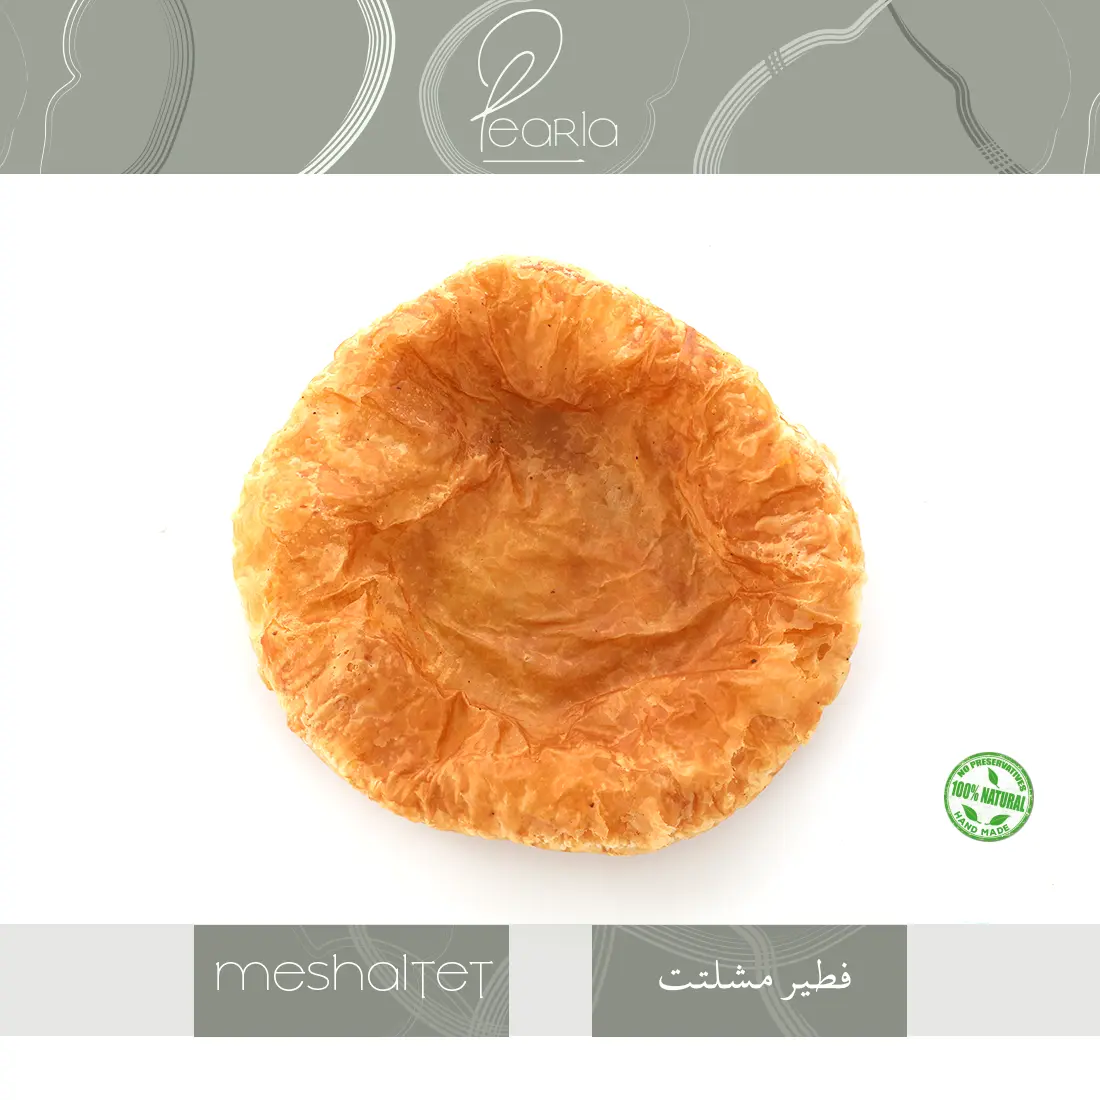 Pearla
NO PRESERVATIVES
100% NATURAL
HAND MADE
meshalTeT
فطير مشلتت